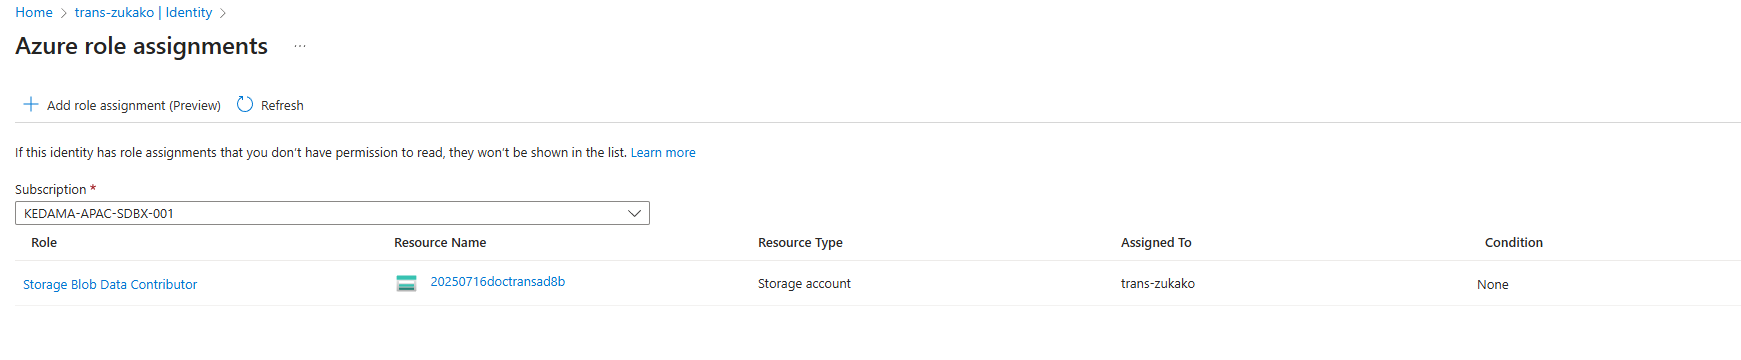 Home > trans-zukako | Identity >
Azure role assignments ...
+ Add role assignment (Preview) Refresh
If this identity has role assignments that you don't have permission to read, they won't be shown in the list. Learn more
Subscription *
KEDAMA-APAC-SDBX-001
Role Resource Name Resource Type Assigned To Condition
Storage Blob Data Contributor 20250716doctransad8b Storage account trans-zukako None